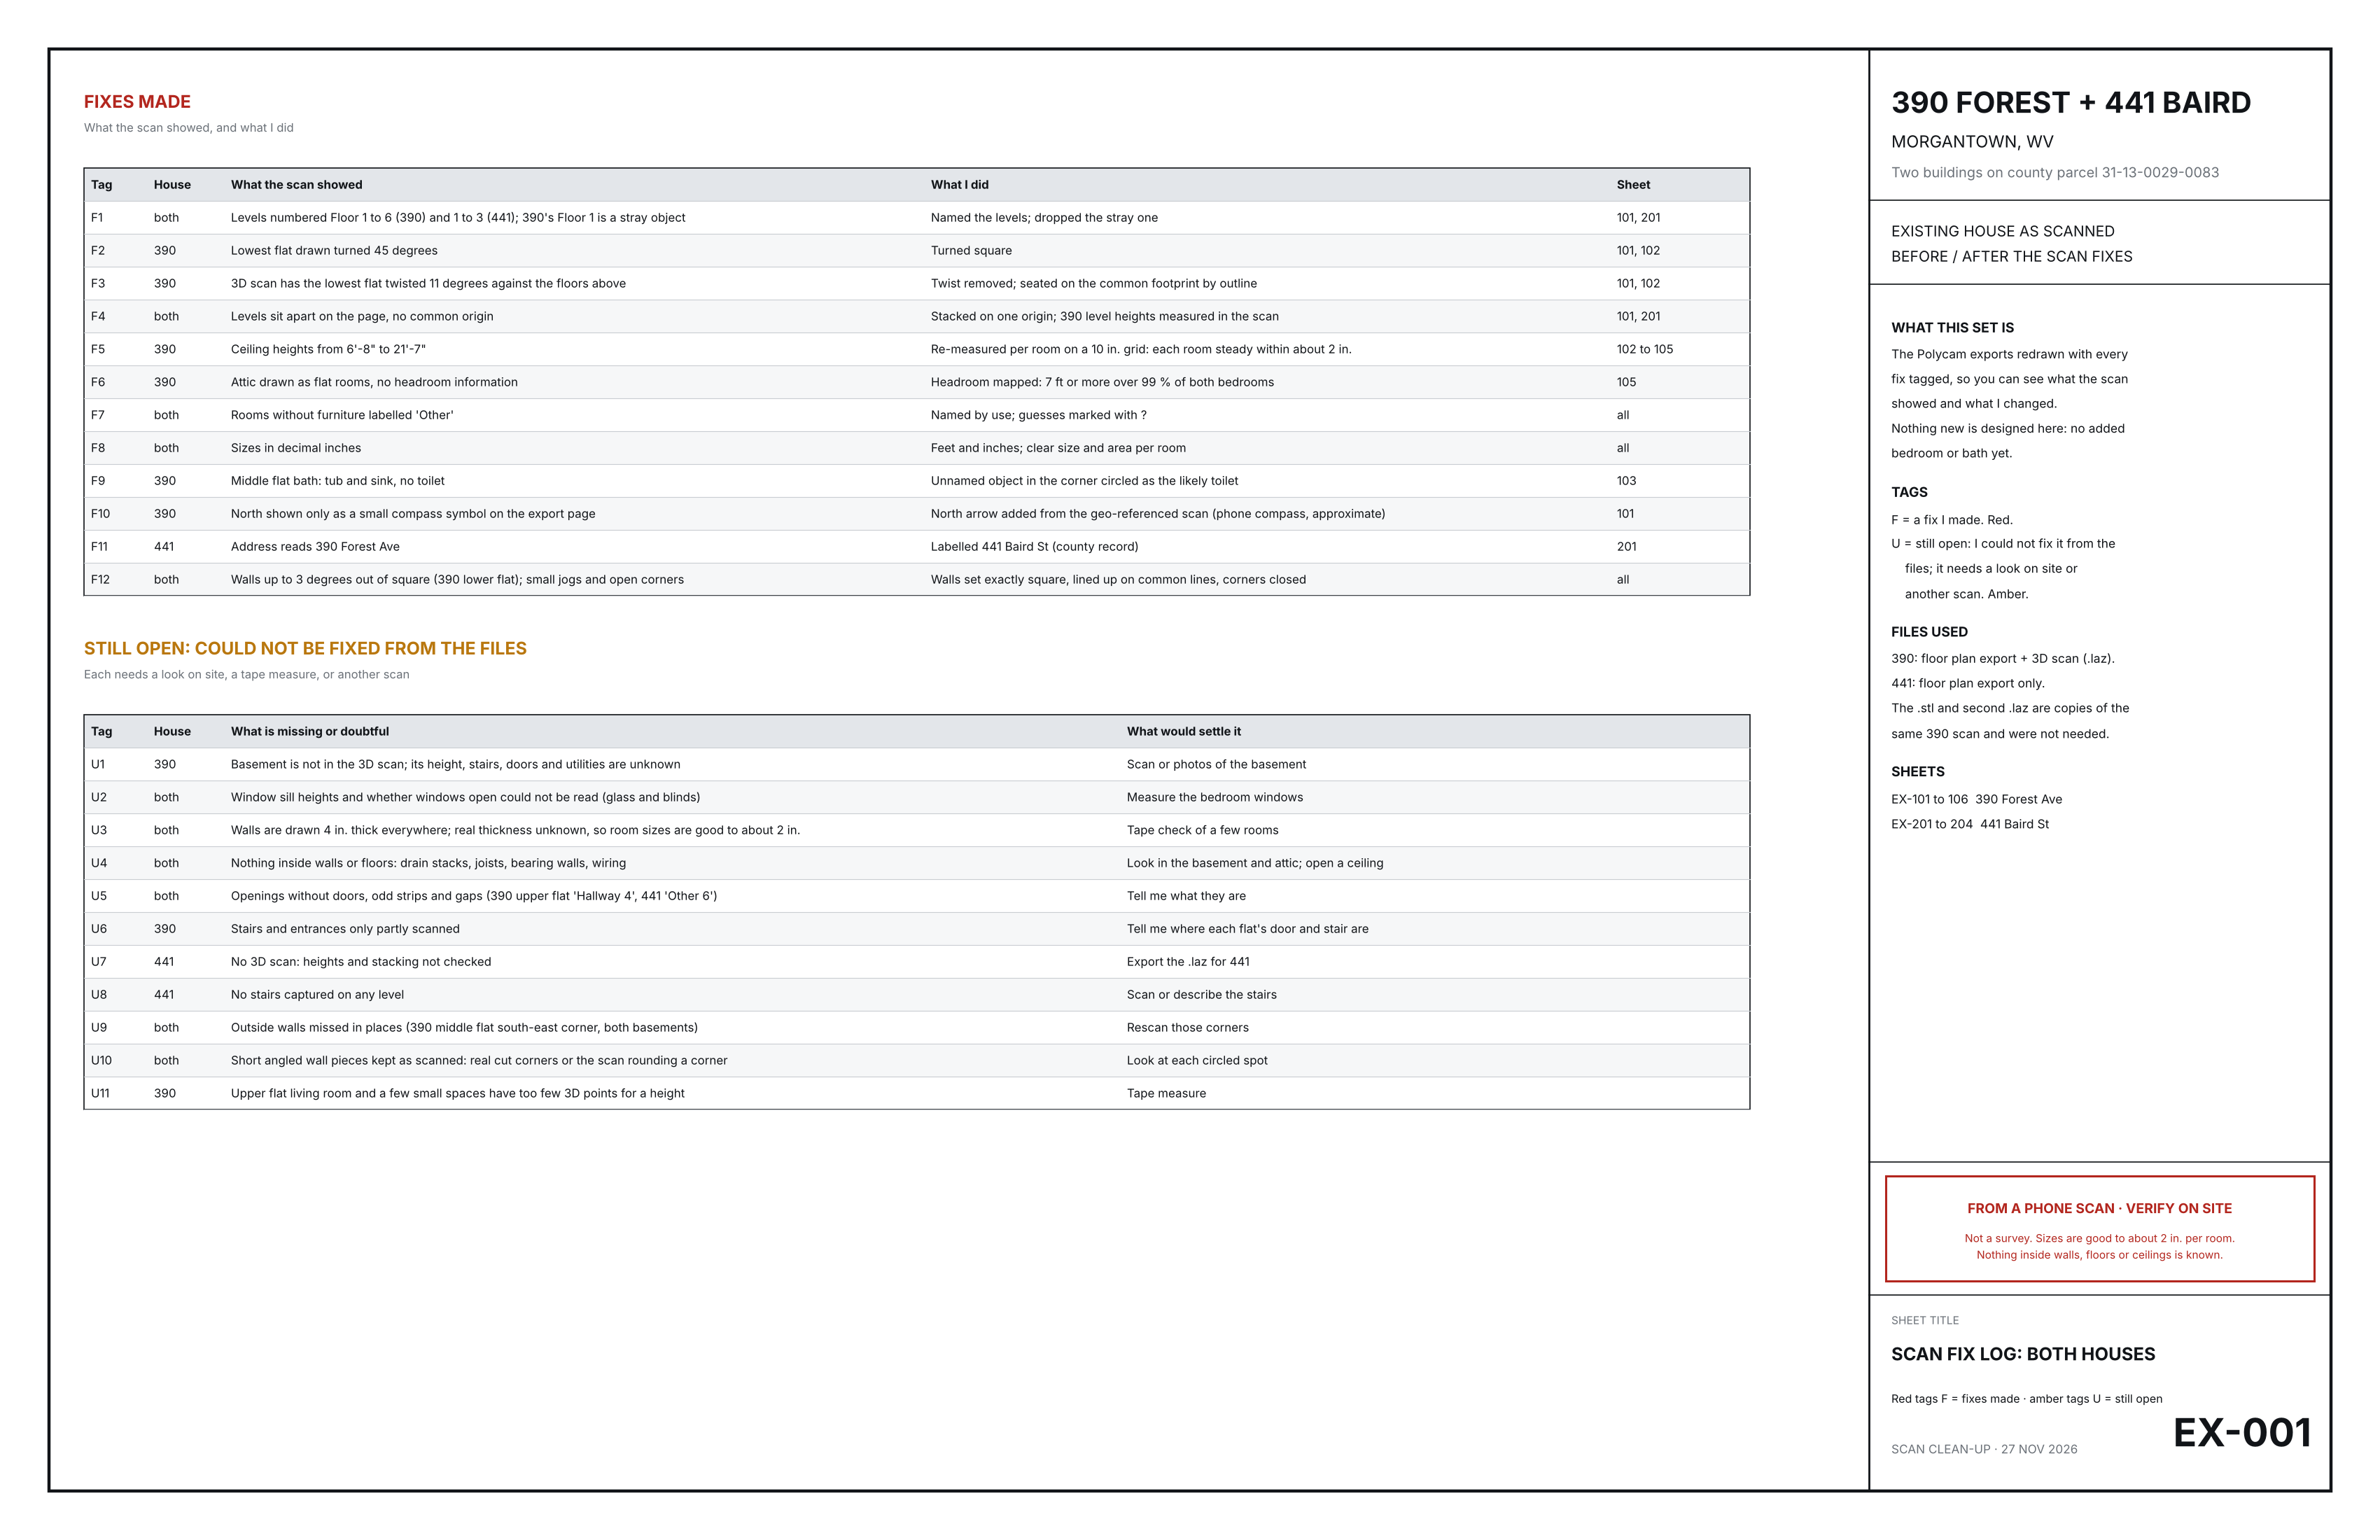 FIXES MADE
What the scan showed, and what I did
Tag House What the scan showed What I did Sheet
F1 both Levels numbered Floor 1 to 6 (390) and 1 to 3 (441); 390's Floor 1 is a stray object Named the levels; dropped the stray one 101, 201
F2 390 Lowest flat drawn turned 45 degrees Turned square 101, 102
F3 390 3D scan has the lowest flat twisted 11 degrees against the floors above Twist removed; seated on the common footprint by outline 101, 102
F4 both Levels sit apart on the page, no common origin Stacked on one origin; 390 level heights measured in the scan 101, 201
F5 390 Ceiling heights from 6'-8" to 21'-7" Re-measured per room on a 10 in. grid: each room steady within about 2 in. 102 to 105
F6 390 Attic drawn as flat rooms, no headroom information Headroom mapped: 7 ft or more over 99 % of both bedrooms 105
F7 both Rooms without furniture labelled 'Other' Named by use; guesses marked with ? all
F8 both Sizes in decimal inches Feet and inches; clear size and area per room all
F9 390 Middle flat bath: tub and sink, no toilet Unnamed object in the corner circled as the likely toilet 103
F10 390 North shown only as a small compass symbol on the export page North arrow added from the geo-referenced scan (phone compass, approximate) 101
F11 441 Address reads 390 Forest Ave Labelled 441 Baird St (county record) 201
F12 both Walls up to 3 degrees out of square (390 lower flat); small jogs and open corners Walls set exactly square, lined up on common lines, corners closed all
STILL OPEN: COULD NOT BE FIXED FROM THE FILES
Each needs a look on site, a tape measure, or another scan
Tag House What is missing or doubtful What would settle it
U1 390 Basement is not in the 3D scan; its height, stairs, doors and utilities are unknown Scan or photos of the basement
U2 both Window sill heights and whether windows open could not be read (glass and blinds) Measure the bedroom windows
U3 both Walls are drawn 4 in. thick everywhere; real thickness unknown, so room sizes are good to about 2 in. Tape check of a few rooms
U4 both Nothing inside walls or floors: drain stacks, joists, bearing walls, wiring Look in the basement and attic; open a ceiling
U5 both Openings without doors, odd strips and gaps (390 upper flat 'Hallway 4', 441 'Other 6') Tell me what they are
U6 390 Stairs and entrances only partly scanned Tell me where each flat's door and stair are
U7 441 No 3D scan: heights and stacking not checked Export the .laz for 441
U8 441 No stairs captured on any level Scan or describe the stairs
U9 both Outside walls missed in places (390 middle flat south-east corner, both basements) Rescan those corners
U10 both Short angled wall pieces kept as scanned: real cut corners or the scan rounding a corner Look at each circled spot
U11 390 Upper flat living room and a few small spaces have too few 3D points for a height Tape measure
390 FOREST + 441 BAIRD
MORGANTOWN, WV
Two buildings on county parcel 31-13-0029-0083
EXISTING HOUSE AS SCANNED
BEFORE / AFTER THE SCAN FIXES
WHAT THIS SET IS
The Polycam exports redrawn with every
fix tagged, so you can see what the scan
showed and what I changed.
Nothing new is designed here: no added
bedroom or bath yet.
TAGS
F = a fix I made. Red.
U = still open: I could not fix it from the
files; it needs a look on site or
another scan. Amber.
FILES USED
390: floor plan export + 3D scan (.laz).
441: floor plan export only.
The .stl and second .laz are copies of the
same 390 scan and were not needed.
SHEETS
EX-101 to 106 390 Forest Ave
EX-201 to 204 441 Baird St
FROM A PHONE SCAN · VERIFY ON SITE
Not a survey. Sizes are good to about 2 in. per room.
Nothing inside walls, floors or ceilings is known.
SHEET TITLE
SCAN FIX LOG: BOTH HOUSES
Red tags F = fixes made · amber tags U = still open
SCAN CLEAN-UP · 27 NOV 2026
EX-001